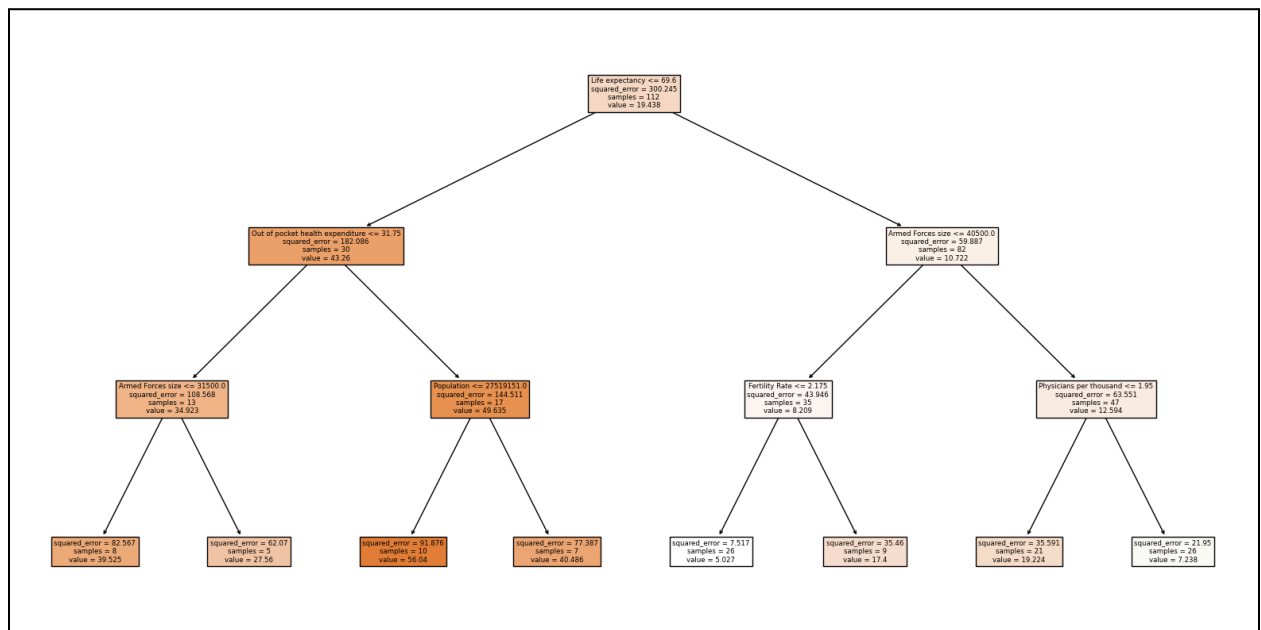 Life expectancy <= 69.6
squared_error = 300.245
samples = 112
value = 19.438
Out of pocket health expenditure <= 31.75
squared_error = 182.086
samples = 30
value = 43.26
Armed Forces size <= 40500.0
squared_error = 59.887
samples = 82
value = 10.722
Armed Forces size <= 31500.0
squared_error = 108.568
samples = 13
value = 34.923
Population <= 27519151.0
squared_error = 144.511
samples = 17
value = 49.635
Fertility Rate <= 2.175
squared_error = 43.946
samples = 35
value = 8.209
Physicians per thousand <= 1.95
squared_error = 63.551
samples = 47
value = 12.594
squared_error = 82.567
samples = 8
value = 39.525
squared_error = 62.07
samples = 5
value = 27.56
squared_error = 91.876
samples = 10
value = 56.04
squared_error = 77.387
samples = 7
value = 40.486
squared_error = 7.517
samples = 26
value = 5.027
squared_error = 35.46
samples = 9
value = 17.4
squared_error = 35.591
samples = 21
value = 19.224
squared_error = 21.95
samples = 26
value = 7.238